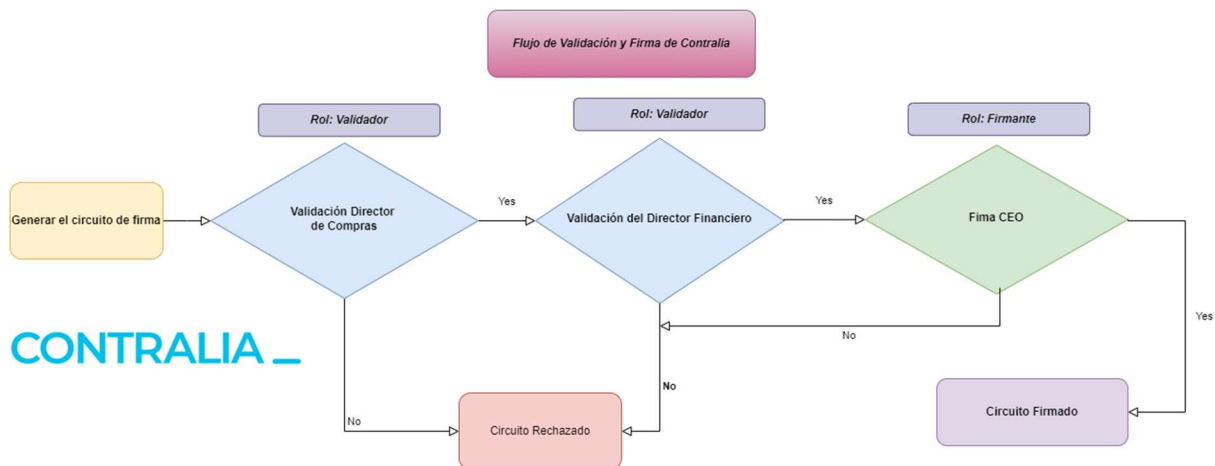 Flujo de Validación y Firma de Contralia
Rol: Validador
Rol: Validador
Rol: Firmante
Generar el circuito de firma
Validación Director
de Compras
Yes
Validación del Director Financiero
Yes
Fima CEO
Yes
No
CONTRALIA_
No
No
Circuito Rechazado
Circuito Firmado